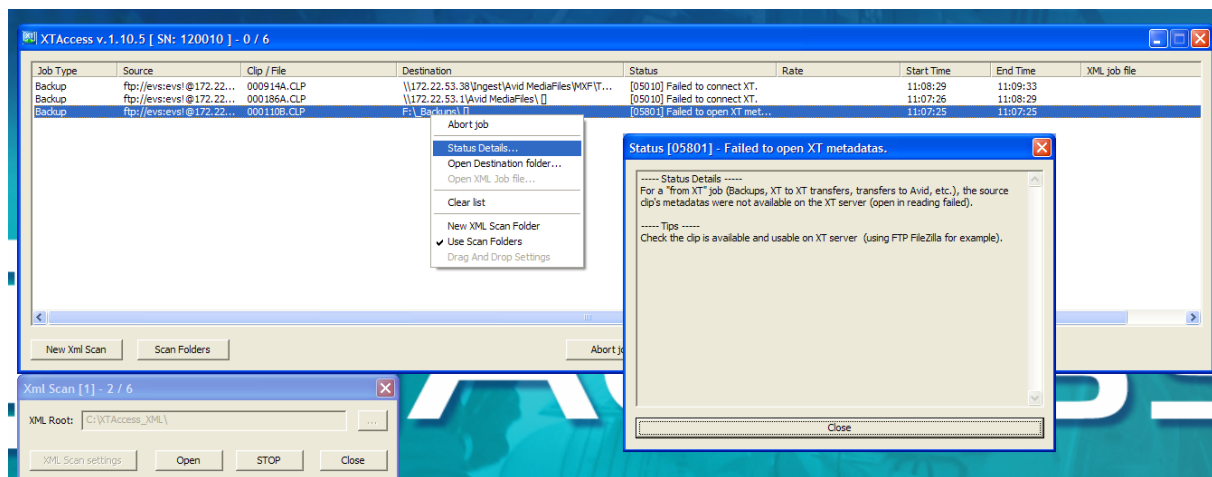 XTAccess v.1.10.5 [ SN: 120010 ] - 0 / 6
Job Type Source Clip / File Destination Status Rate Start Time End Time XML job file
Backup ftp://evs:evs!@172.22... 000914A.CLP \\172.22.53.38\Ingest\Avid MediaFiles\MXF\T... [05010] Failed to connect XT. 11:08:29 11:09:33
Backup ftp://evs:evs!@172.22... 000186A.CLP \\172.22.53.1\Avid MediaFiles\ [] [05010] Failed to connect XT. 11:07:26 11:08:29
Backup ftp://evs:evs!@172.22... 000110B.CLP F:\_Backups\ [] [05801] Failed to open XT met... 11:07:25 11:07:25
Abort job
Status Details...
Open Destination folder...
Open XML Job file...
Clear list
New XML Scan Folder
Use Scan Folders
Drag And Drop Settings
Status [05801] - Failed to open XT metadatas.
----- Status Details -----
For a "from XT" job (Backups, XT to XT transfers, transfers to Avid, etc.), the source
clip's metadatas were not available on the XT server (open in reading failed).
----- Tips -----
Check the clip is available and usable on XT server (using FTP FileZilla for example).
Close
New Xml Scan Scan Folders Abort
Xml Scan [1] - 2 / 6
XML Root: C:\XTAccess_XML\ ...
XML Scan settings Open STOP Close